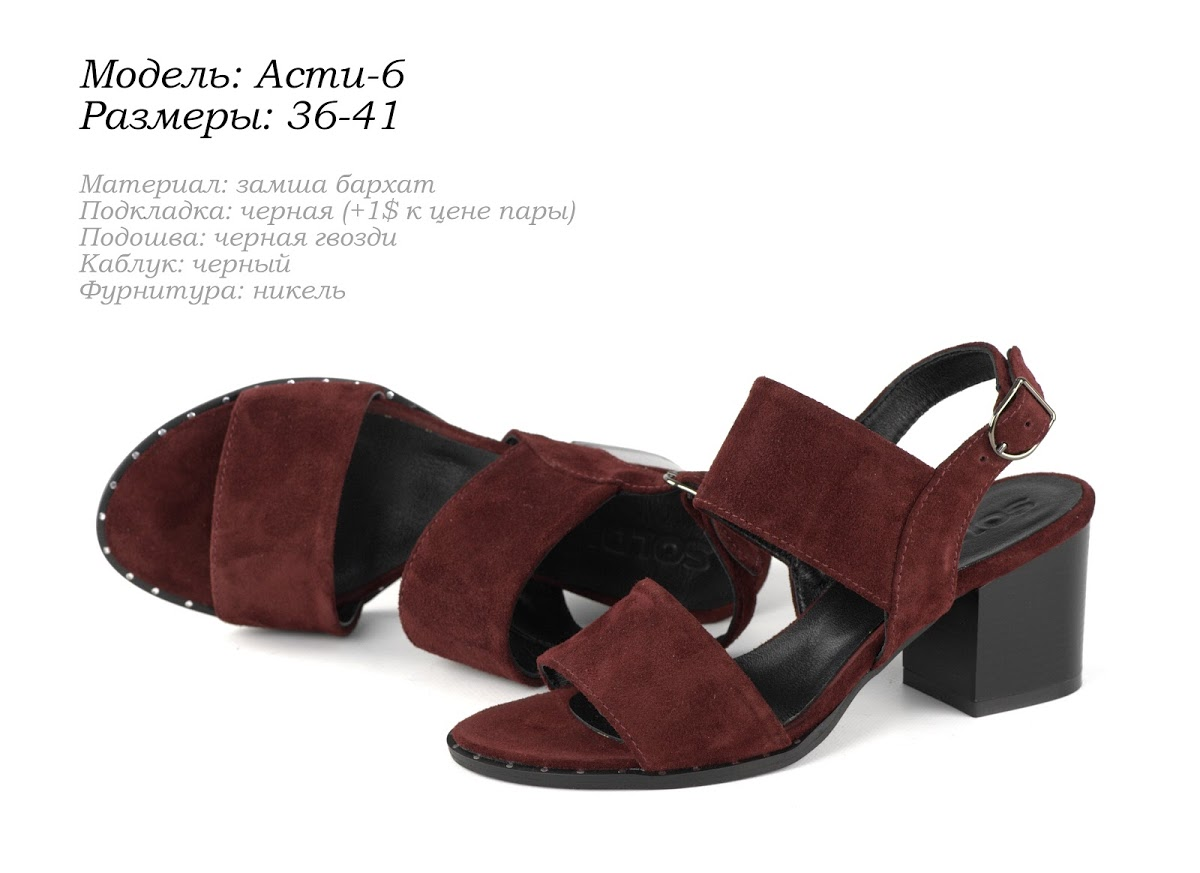 Модель: Асти-6
Размеры: 36-41
Материал: замша бархат
Подкладка: черная (+1$ к цене пары)
Подошва: черная гвозди
Каблук: черный
Фурнитура: никель
SOLD